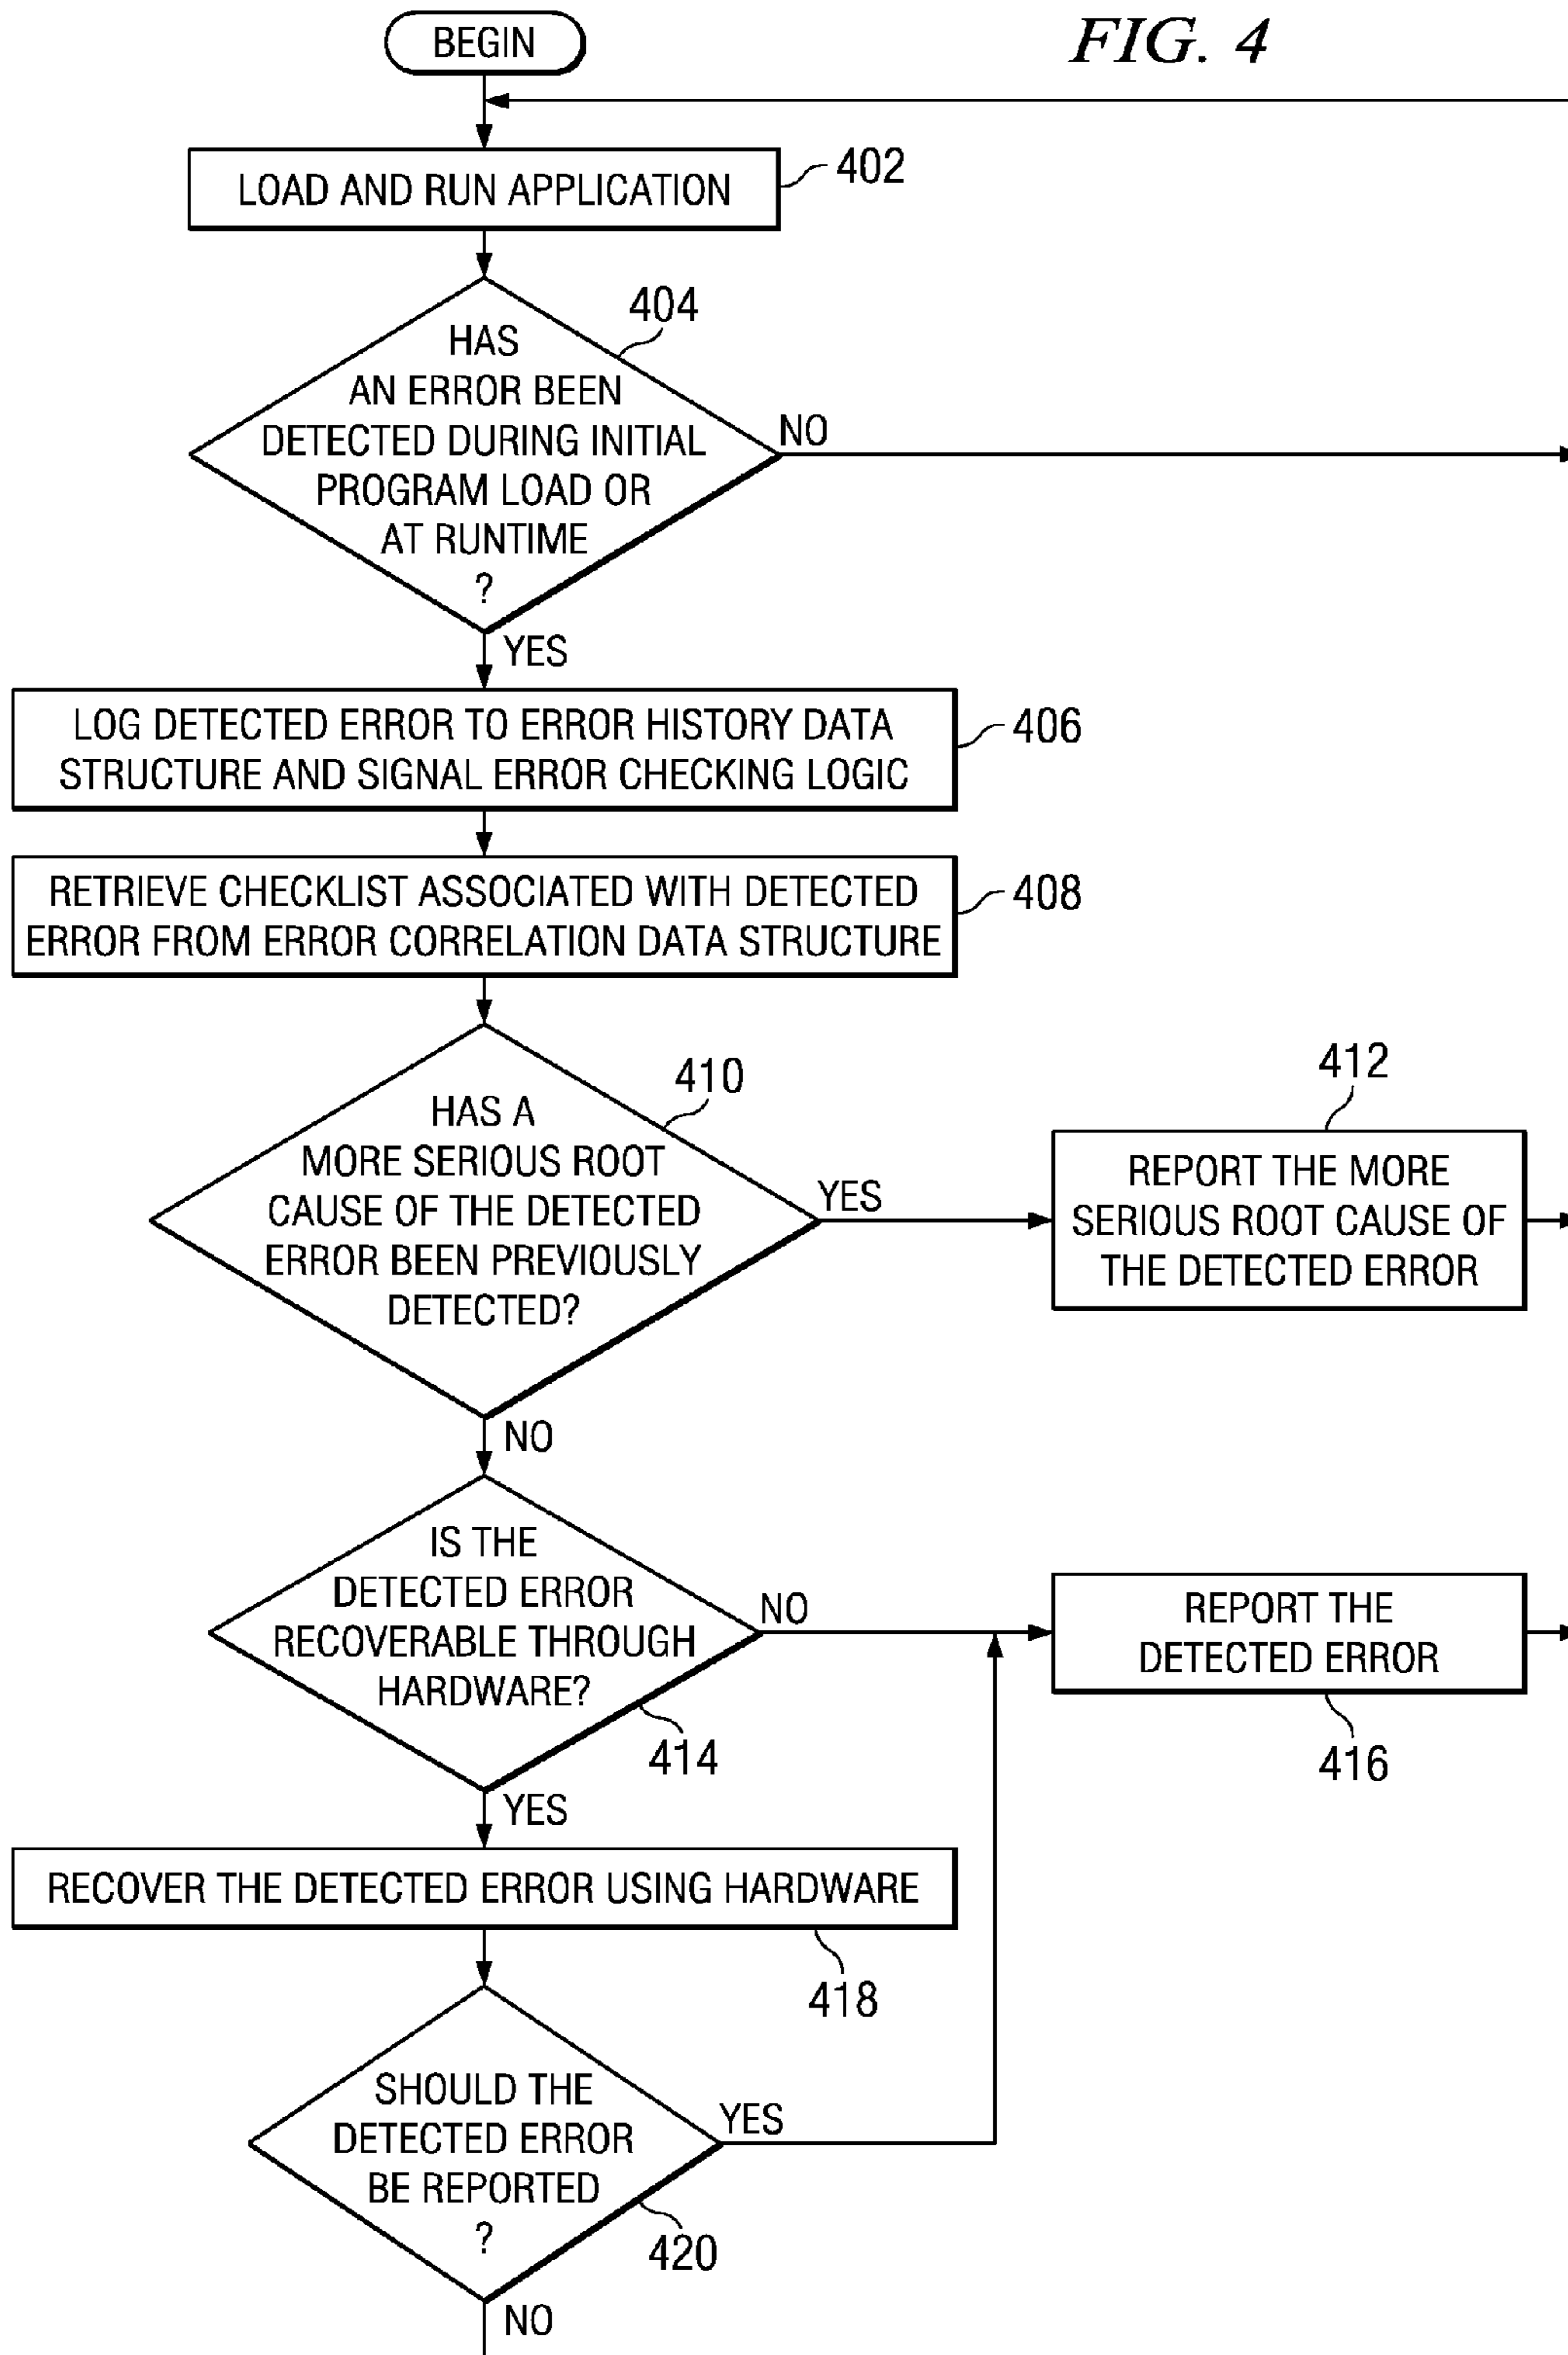 BEGIN
FIG. 4
LOAD AND RUN APPLICATION
402
404
HAS
AN ERROR BEEN
DETECTED DURING INITIAL
PROGRAM LOAD OR
AT RUNTIME
?
NO
YES
LOG DETECTED ERROR TO ERROR HISTORY DATA
STRUCTURE AND SIGNAL ERROR CHECKING LOGIC
406
RETRIEVE CHECKLIST ASSOCIATED WITH DETECTED
ERROR FROM ERROR CORRELATION DATA STRUCTURE
408
410
HAS A
MORE SERIOUS ROOT
CAUSE OF THE DETECTED
ERROR BEEN PREVIOUSLY
DETECTED?
YES
412
REPORT THE MORE
SERIOUS ROOT CAUSE OF
THE DETECTED ERROR
NO
IS THE
DETECTED ERROR
RECOVERABLE THROUGH
HARDWARE?
NO
414
REPORT THE
DETECTED ERROR
416
YES
RECOVER THE DETECTED ERROR USING HARDWARE
418
SHOULD THE
DETECTED ERROR
BE REPORTED
?
YES
420
NO